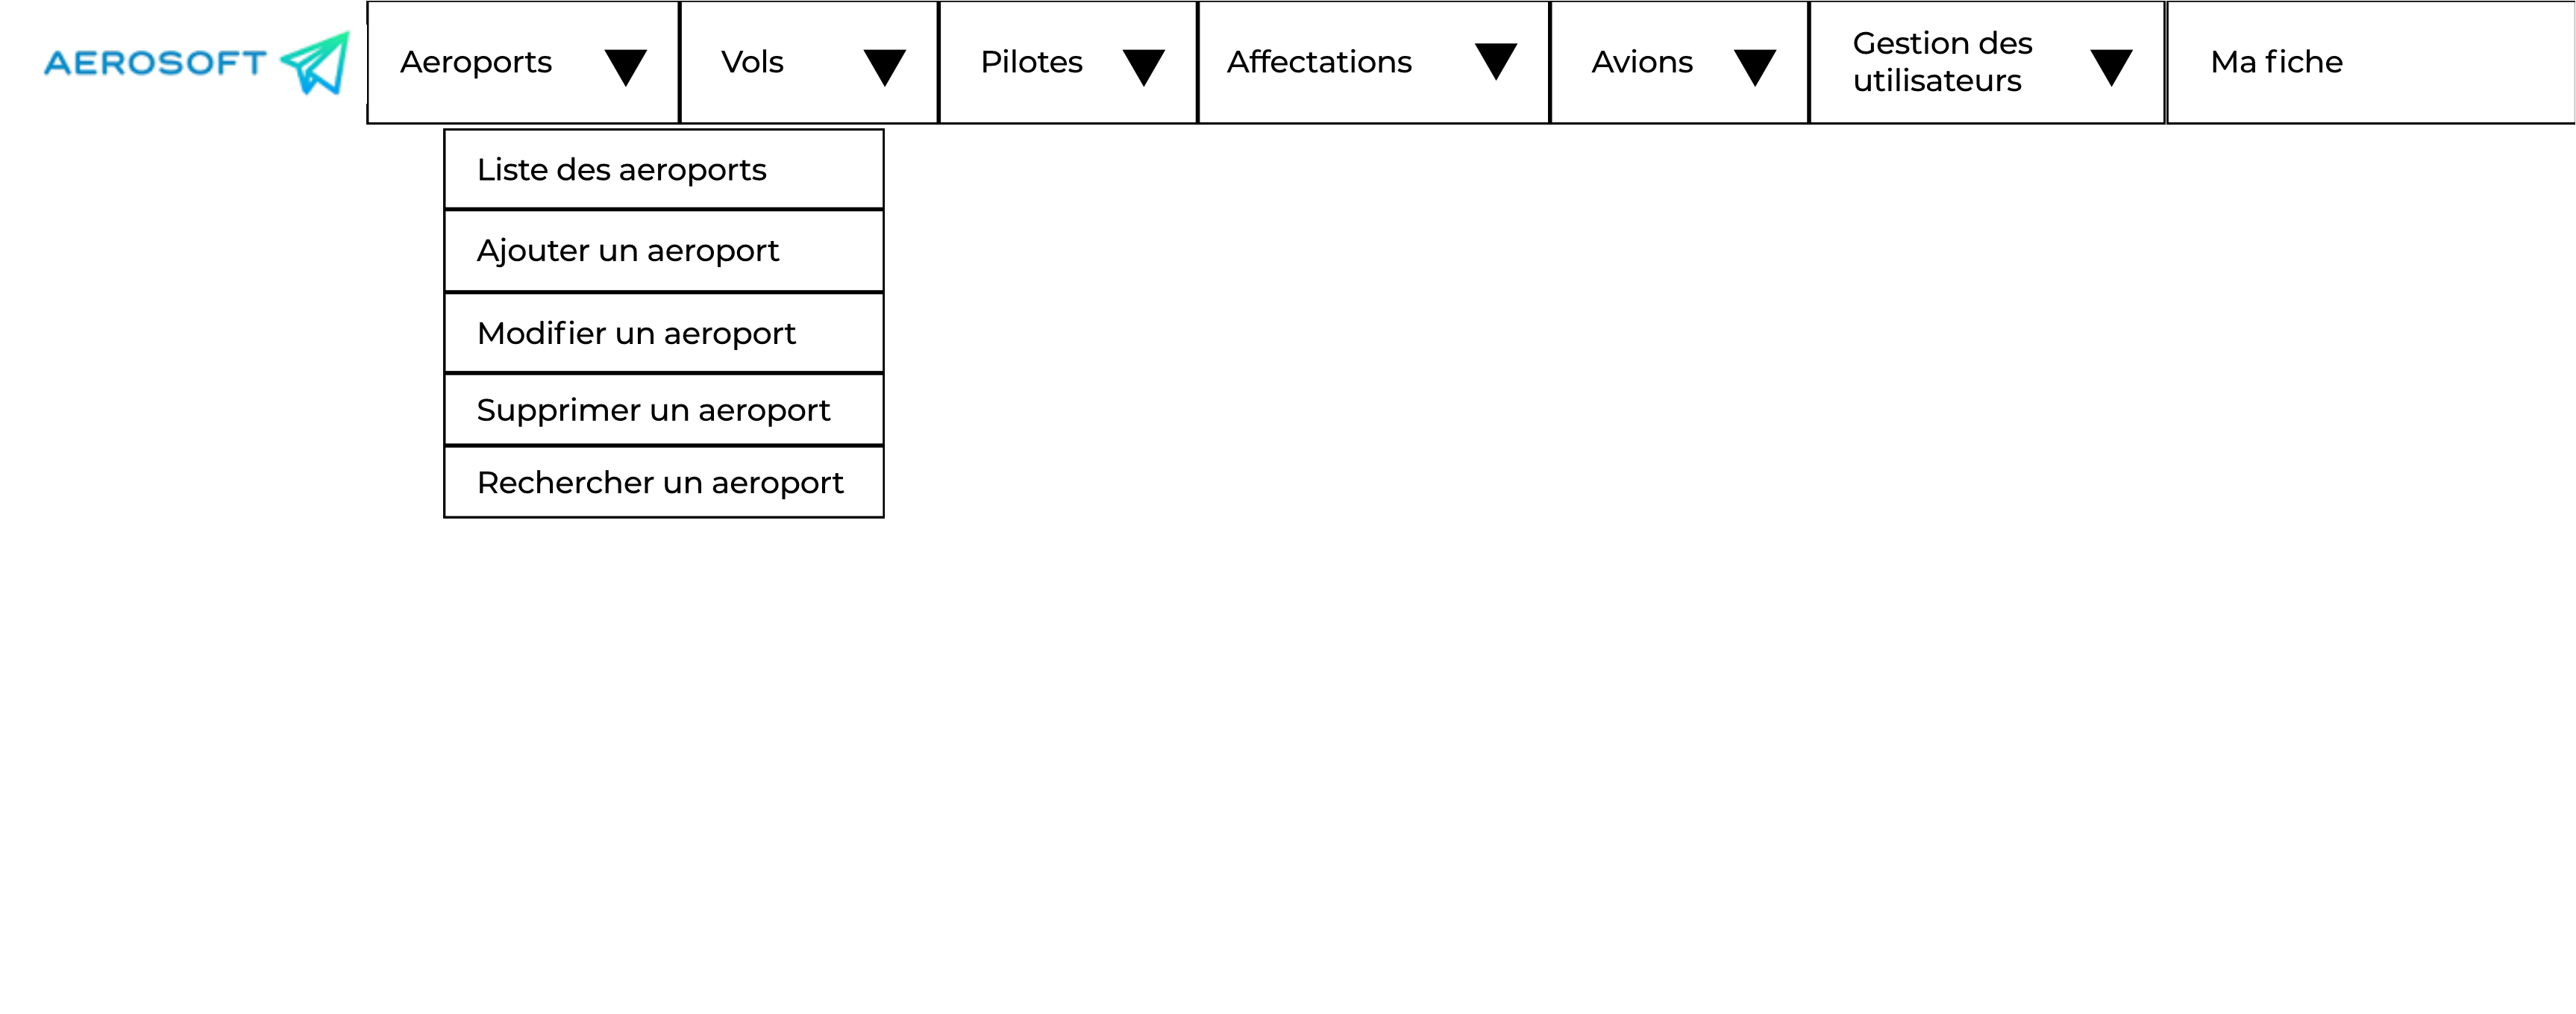 AEROSOFT
Aeroports
Vols
Pilotes
Affectations
Avions
Gestion des
utilisateurs
Ma fiche
Liste des aeroports
Ajouter un aeroport
Modifier un aeroport
Supprimer un aeroport
Rechercher un aeroport